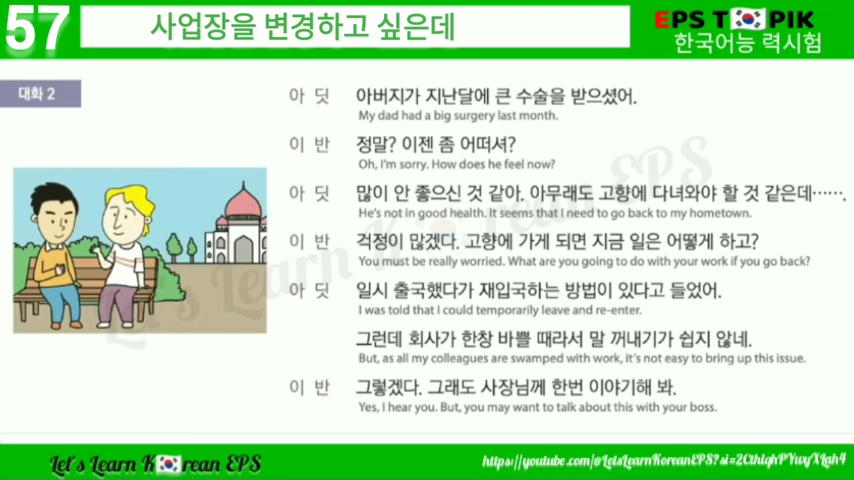 57
사업장을 변경하고 싶은데
EPS TOPIK
한국어능 력시험
대화 2
아 딧 아버지가 지난달에 큰 수술을 받으셨어.
My dad had a big surgery last month.
이 반 정말? 이젠 좀 어떠셔?
Oh, I'm sorry. How does he feel now?
아 딧 많이 안 좋으신 것 같아. 아무래도 고향에 다녀와야 할 것 같은데…….
He's not in good health. It seems that I need to go back to my hometown.
이 반 걱정이 많겠다. 고향에 가게 되면 지금 일은 어떻게 하고?
You must be really worried. What are you going to do with your work if you go back?
아 딧 일시 출국했다가 재입국하는 방법이 있다고 들었어.
I was told that I could temporarily leave and re-enter.
그런데 회사가 한창 바쁠 때라서 말 꺼내기가 쉽지 않네.
But, as all my colleagues are swamped with work, it's not easy to bring up this issue.
이 반 그렇겠다. 그래도 사장님께 한번 이야기해 봐.
Yes, I hear you. But, you may want to talk about this with your boss.
Let's Learn Korean EPS
Let's Learn Korean EPS